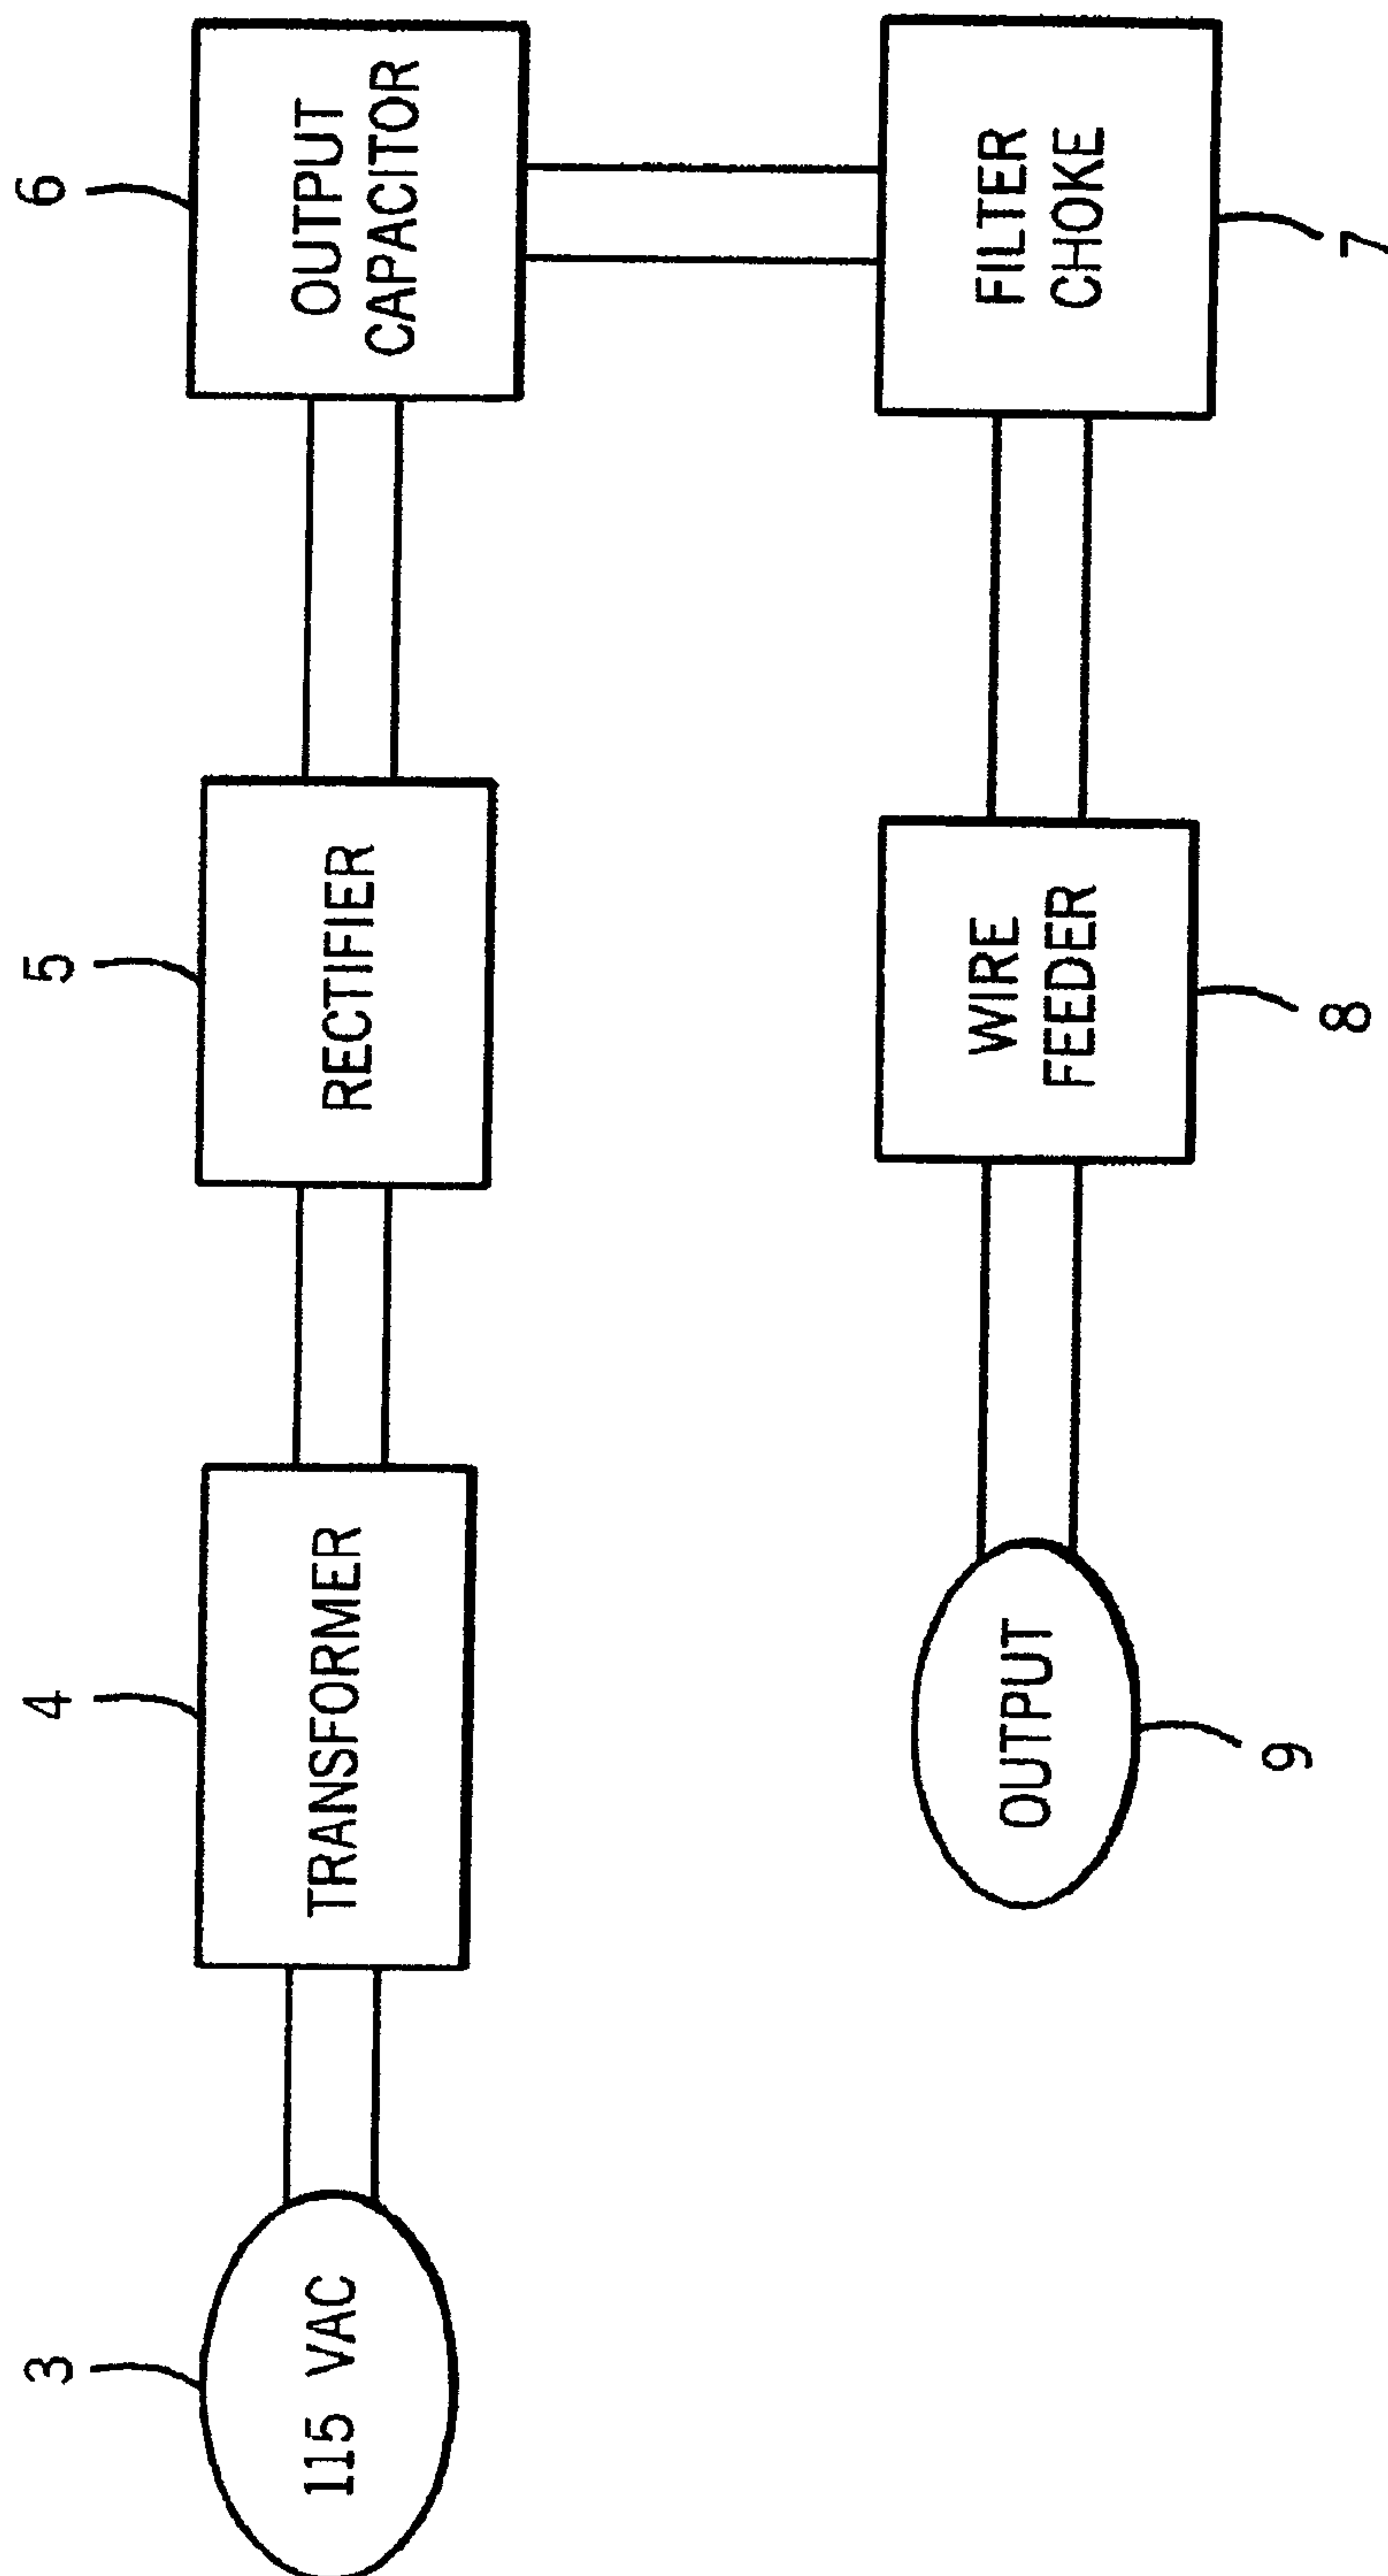 3
115 VAC
4
TRANSFORMER
5
RECTIFIER
6
OUTPUT
CAPACITOR
7
FILTER
CHOKE
8
WIRE
FEEDER
9
OUTPUT